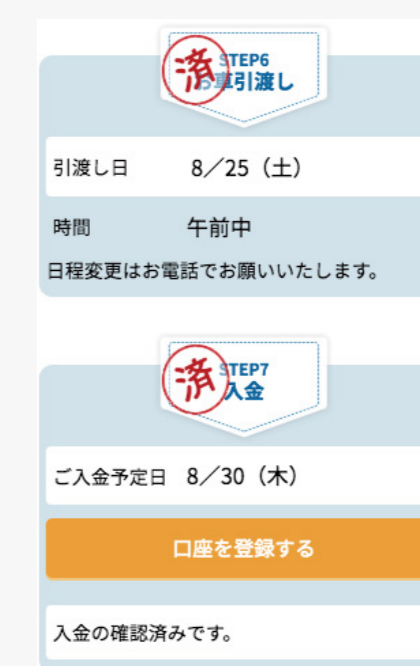 済
STEP6
お車引渡し
引渡し日 8／25（土）
時間 午前中
日程変更はお電話でお願いいたします。
済
STEP7
入金
ご入金予定日 8／30（木）
口座を登録する
入金の確認済みです。